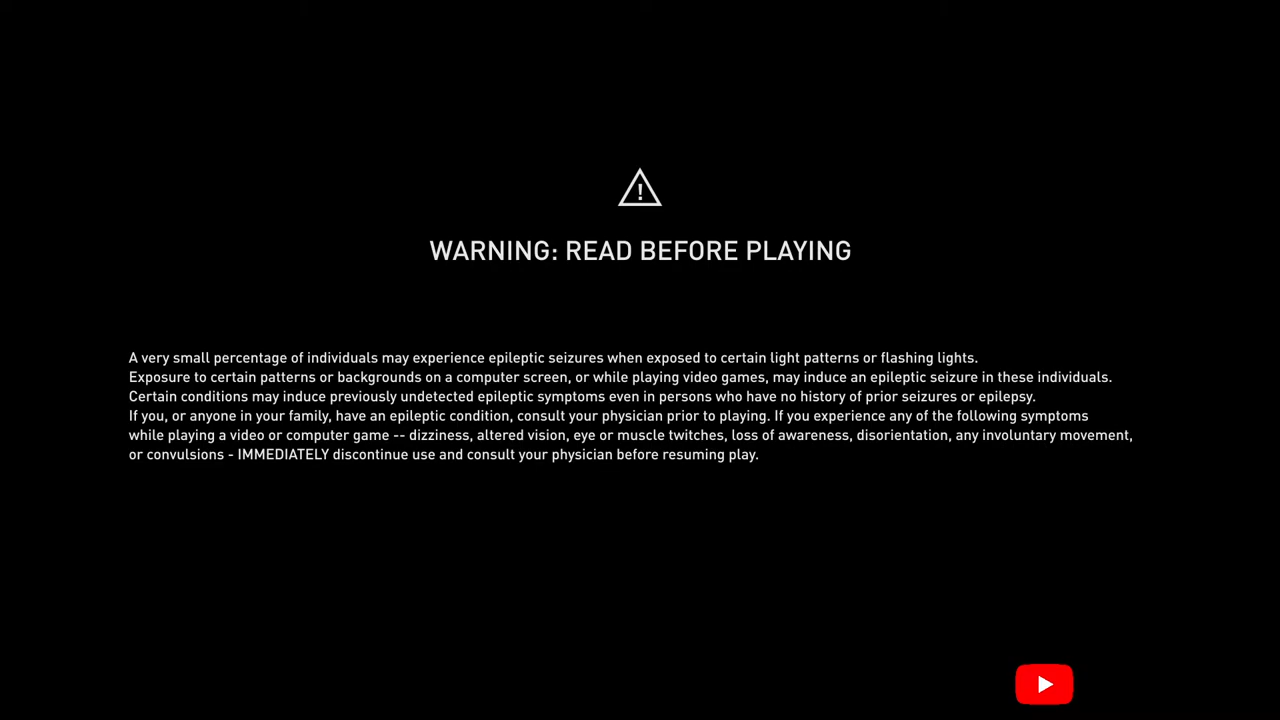 WARNING: READ BEFORE PLAYING
A very small percentage of individuals may experience epileptic seizures when exposed to certain light patterns or flashing lights.
Exposure to certain patterns or backgrounds on a computer screen, or while playing video games, may induce an epileptic seizure in these individuals.
Certain conditions may induce previously undetected epileptic symptoms even in persons who have no history of prior seizures or epilepsy.
If you, or anyone in your family, have an epileptic condition, consult your physician prior to playing. If you experience any of the following symptoms
while playing a video or computer game -- dizziness, altered vision, eye or muscle twitches, loss of awareness, disorientation, any involuntary movement,
or convulsions - IMMEDIATELY discontinue use and consult your physician before resuming play.